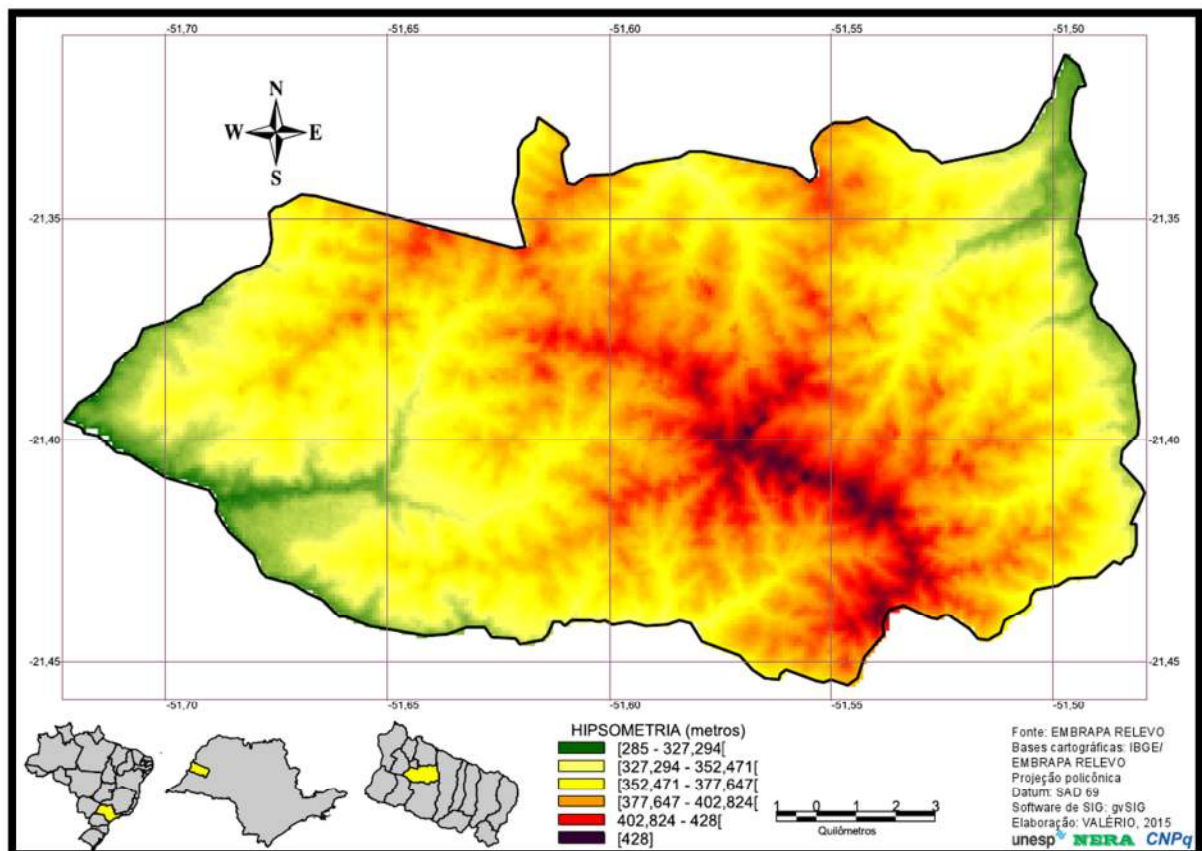 -51,70 -51,65 -51,60 -51,55 -51,50
N
W E
S
-21,35 -21,35
-21,40 -21,40
-21,45 -21,45
-51,70 -51,65 -51,60 -51,55 -51,50
HIPSOMETRIA (metros)
[285 - 327,294[
[327,294 - 352,471[
[352,471 - 377,647[
[377,647 - 402,824[
402,824 - 428[
[428]
1 0 1 2 3
Quilômetros
Fonte: EMBRAPA RELEVO
Bases cartográficas: IBGE/
EMBRAPA RELEVO
Projeção policônica
Datum: SAD 69
Software de SIG: gvSIG
Elaboração: VALÉRIO, 2015
unesp NERA CNPq